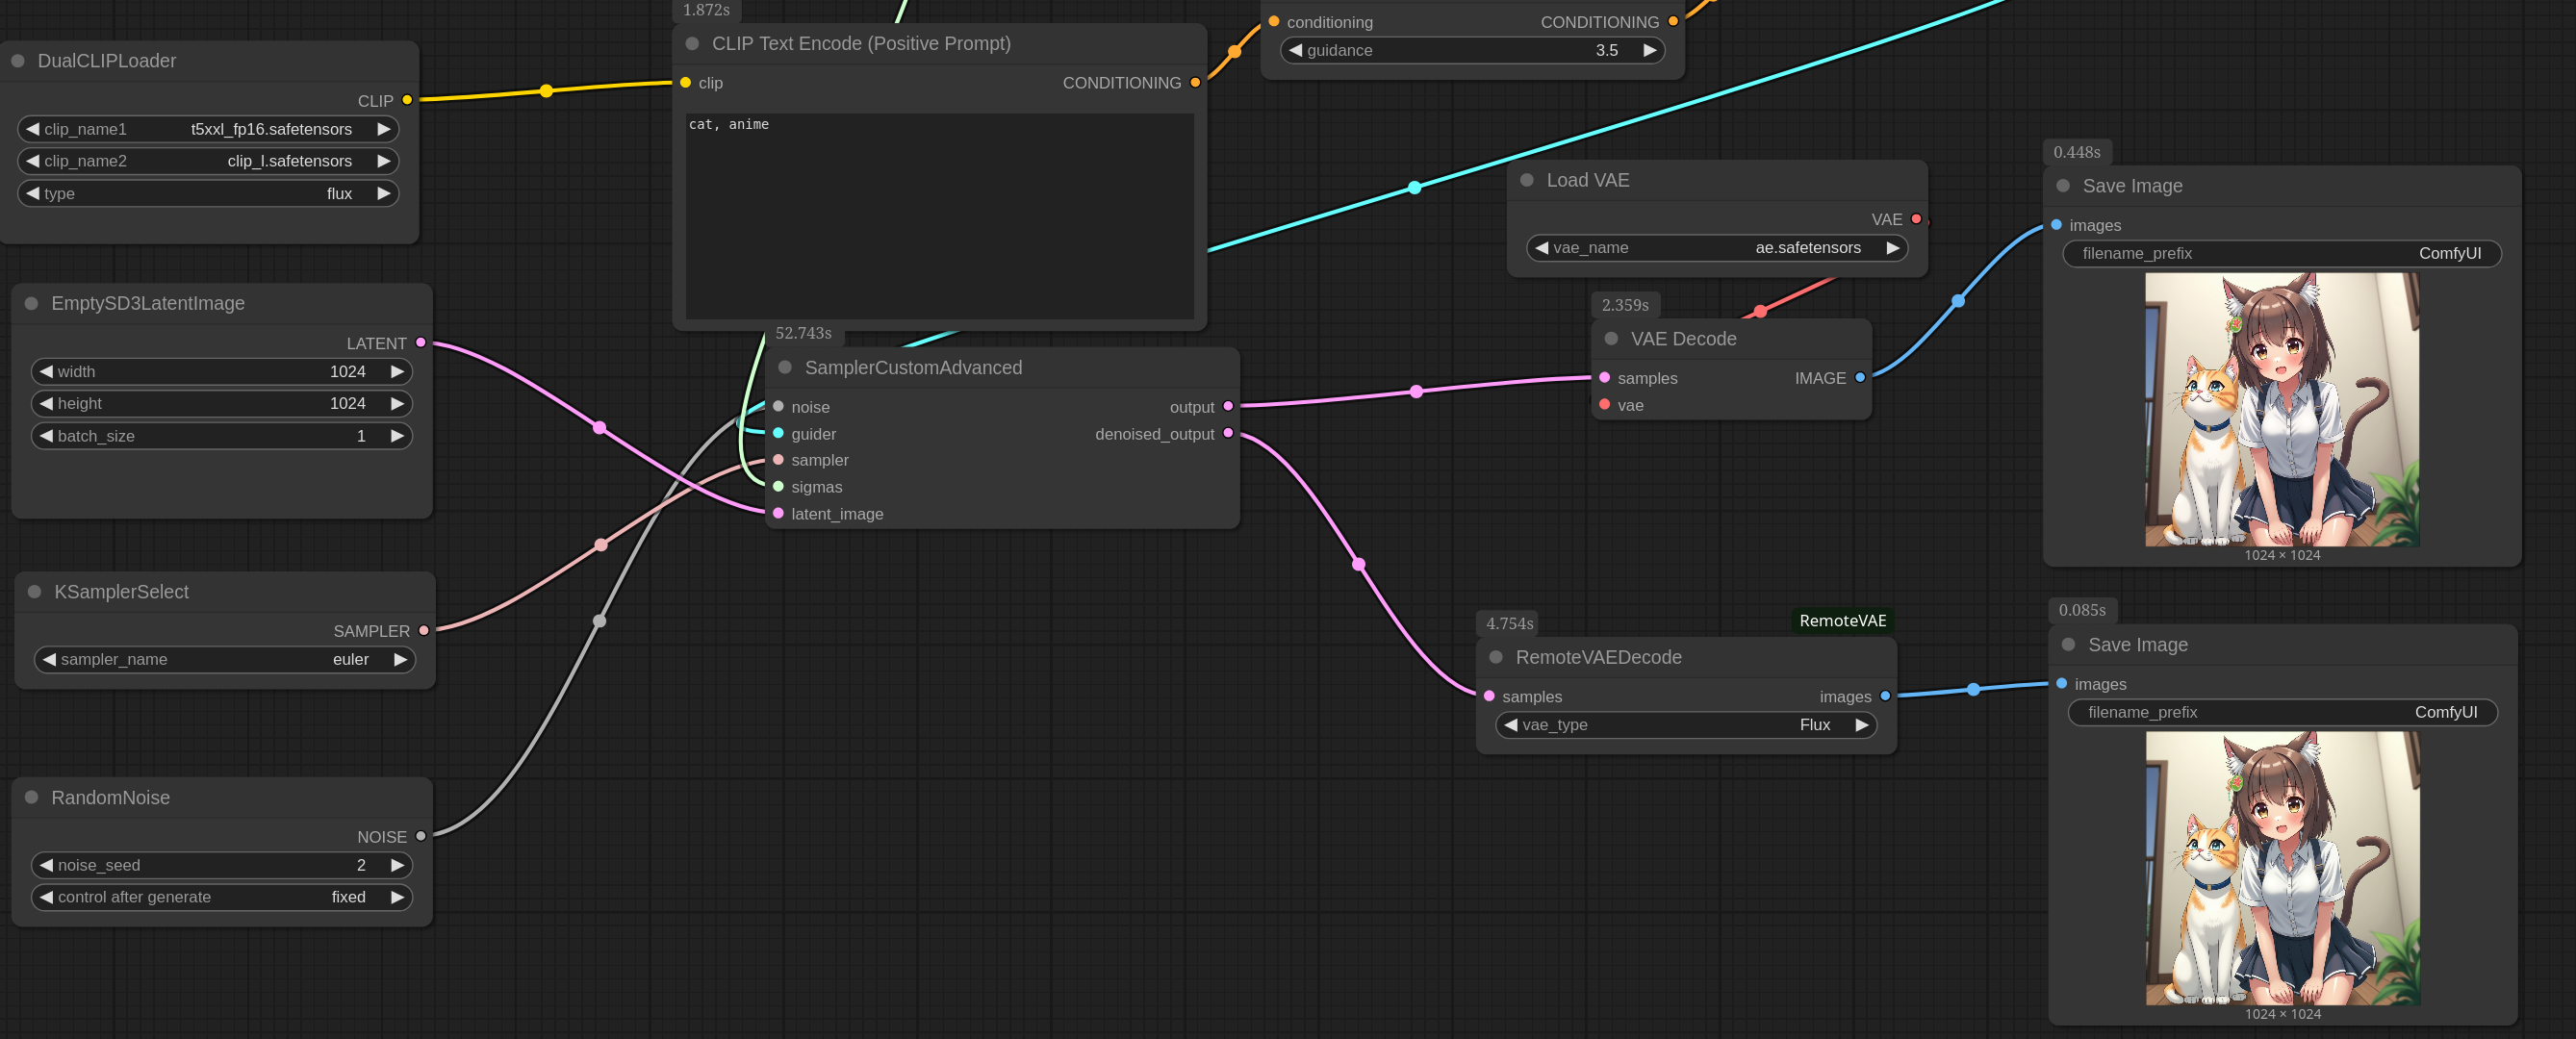 DualCLIPLoader
CLIP
clip_name1 t5xxl_fp16.safetensors
clip_name2 clip_l.safetensors
type flux
EmptySD3LatentImage
LATENT
width 1024
height 1024
batch_size 1
KSamplerSelect
SAMPLER
sampler_name euler
RandomNoise
NOISE
noise_seed 2
control after generate fixed
1.872s
CLIP Text Encode (Positive Prompt)
clip CONDITIONING
cat, anime
conditioning CONDITIONING
guidance 3.5
52.743s
SamplerCustomAdvanced
noise output
guider denoised_output
sampler
sigmas
latent_image
Load VAE
VAE
vae_name ae.safetensors
2.359s
VAE Decode
samples IMAGE
vae
4.754s RemoteVAE
RemoteVAEDecode
samples images
vae_type Flux
0.448s
Save Image
images
filename_prefix ComfyUI
1024 × 1024
0.085s
Save Image
images
filename_prefix ComfyUI
1024 × 1024